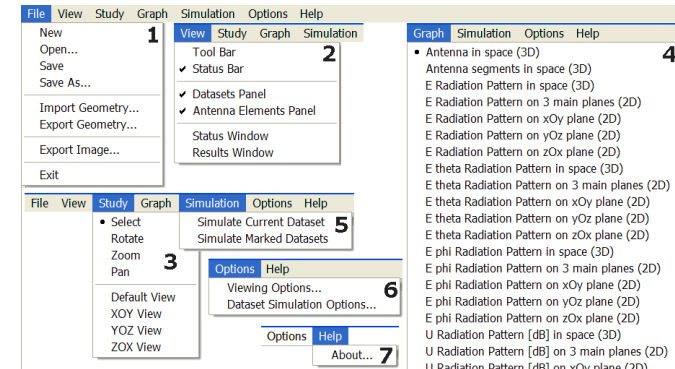 File View Study Graph Simulation Options Help
New
Open...
Save
Save As...
Import Geometry...
Export Geometry...
Export Image...
Exit
1
View Study Graph Simulation
Tool Bar
✔ Status Bar
✔ Datasets Panel
✔ Antenna Elements Panel
Status Window
Results Window
2
File View Study Graph Simulation Options Help
• Select
Rotate
Zoom
Pan
Default View
XOY View
YOZ View
ZOX View
3
Simulate Current Dataset
Simulate Marked Datasets
5
Options Help
Viewing Options...
Dataset Simulation Options...
6
Options Help
About...
7
Graph Simulation Options Help
4
• Antenna in space (3D)
Antenna segments in space (3D)
E Radiation Pattern in space (3D)
E Radiation Pattern on 3 main planes (2D)
E Radiation Pattern on xOy plane (2D)
E Radiation Pattern on yOz plane (2D)
E Radiation Pattern on zOx plane (2D)
E theta Radiation Pattern in space (3D)
E theta Radiation Pattern on 3 main planes (2D)
E theta Radiation Pattern on xOy plane (2D)
E theta Radiation Pattern on yOz plane (2D)
E theta Radiation Pattern on zOx plane (2D)
E phi Radiation Pattern in space (3D)
E phi Radiation Pattern on 3 main planes (2D)
E phi Radiation Pattern on xOy plane (2D)
E phi Radiation Pattern on yOz plane (2D)
E phi Radiation Pattern on zOx plane (2D)
U Radiation Pattern [dB] in space (3D)
U Radiation Pattern [dB] on 3 main planes (2D)
U Radiation Pattern [dB] on xOy plane (2D)